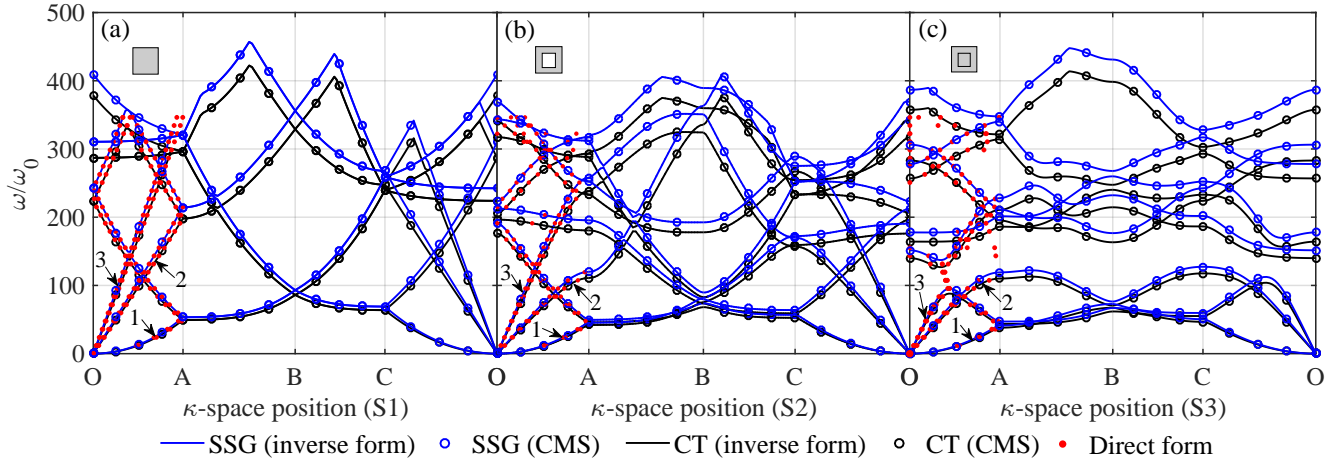 (a)
(b)
(c)
500
400
300
200
100
0
ω/ω₀
3
2
1
3
2
1
3
2
1
O A B C O A B C O A B C O
κ-space position (S1)
κ-space position (S2)
κ-space position (S3)
SSG (inverse form) SSG (CMS) CT (inverse form) CT (CMS) Direct form